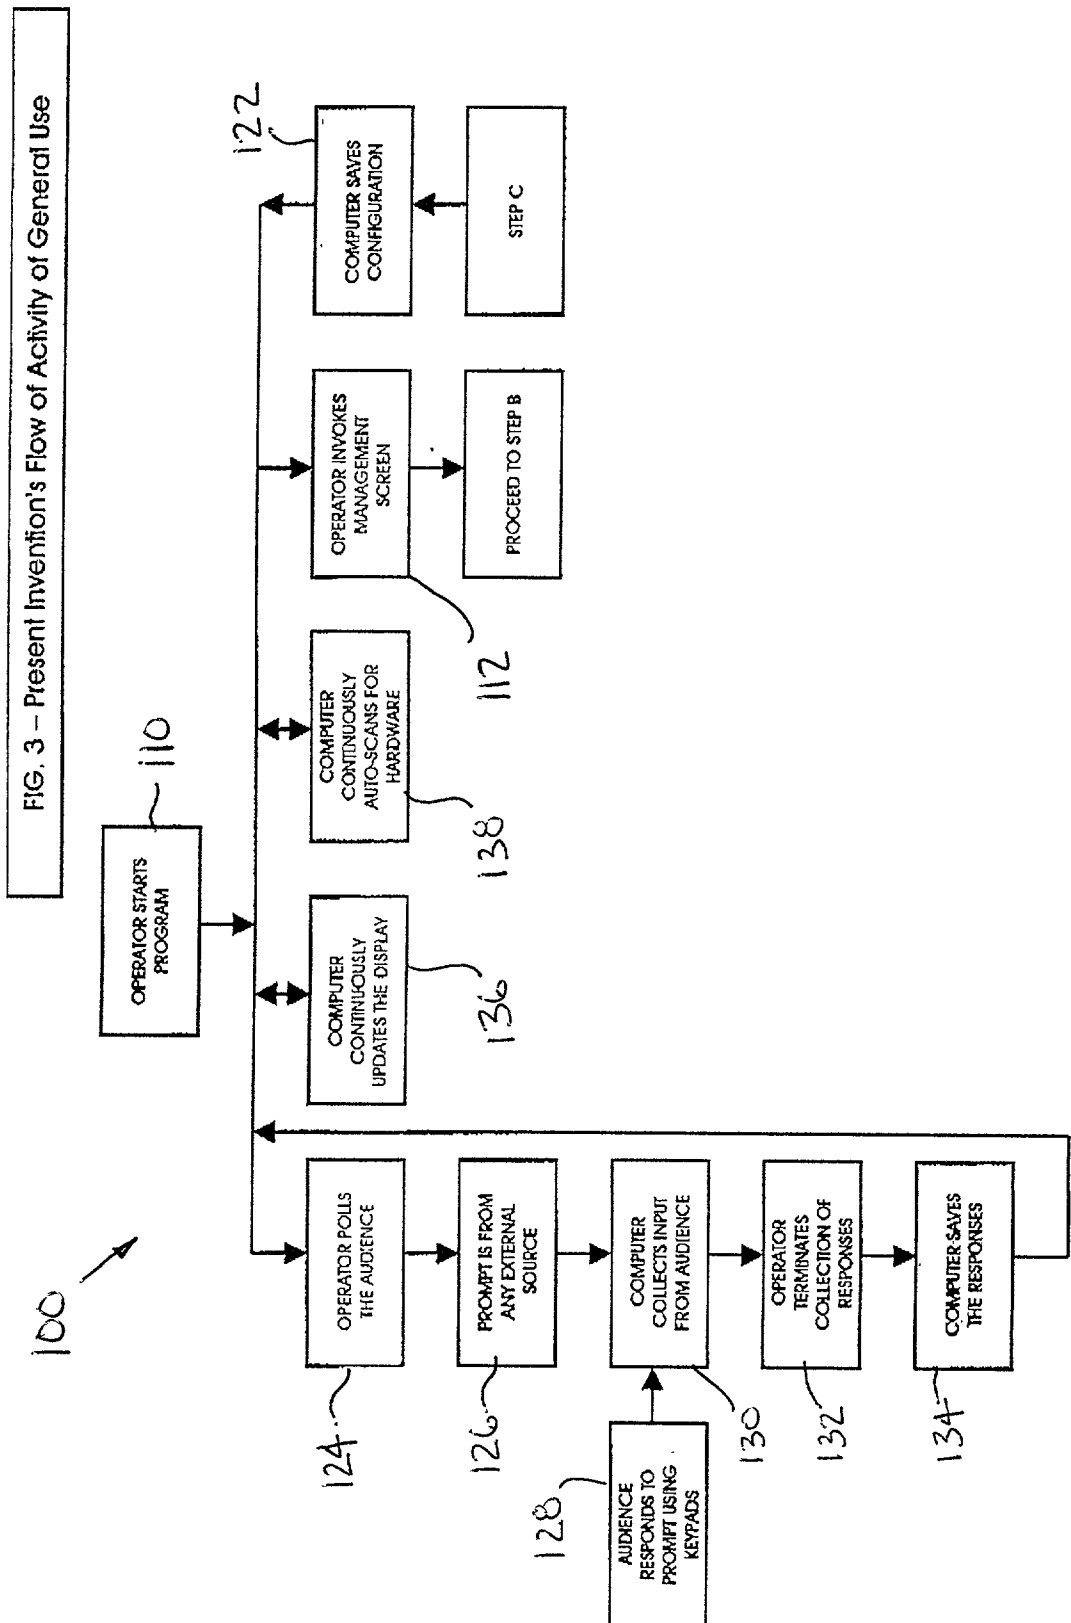 FIG. 3 – Present Invention's Flow of Activity of General Use
100
OPERATOR STARTS
PROGRAM
110
OPERATOR POLLS
THE AUDIENCE
124
PROMPT IS FROM
ANY EXTERNAL
SOURCE
126
AUDIENCE
RESPONDS TO
PROMPT USING
KEYPADS
128
COMPUTER
COLLECTS INPUT
FROM AUDIENCE
130
OPERATOR
TERMINATES
COLLECTION OF
RESPONSES
132
COMPUTER SAVES
THE RESPONSES
134
COMPUTER
CONTINUOUSLY
UPDATES THE DISPLAY
136
COMPUTER
CONTINUOUSLY
AUTO-SCANS FOR
HARDWARE
138
OPERATOR INVOKES
MANAGEMENT
SCREEN
112
PROCEED TO STEP B
COMPUTER SAVES
CONFIGURATION
122
STEP C